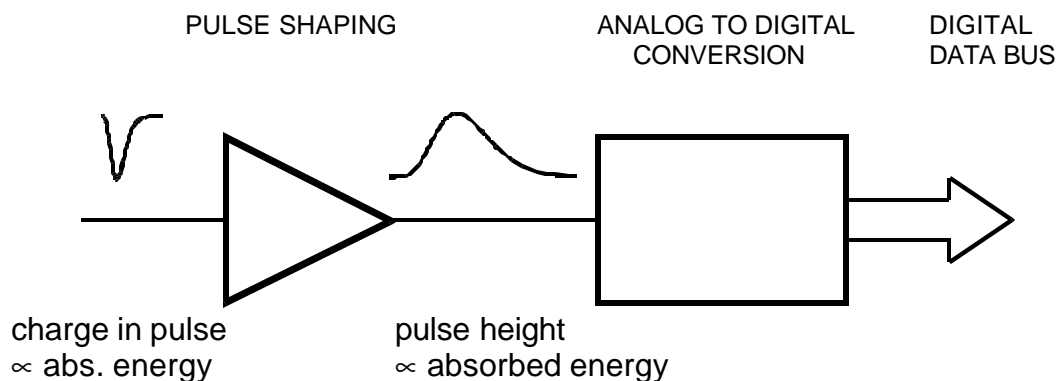 PULSE SHAPING
ANALOG TO DIGITAL
CONVERSION
DIGITAL
DATA BUS
charge in pulse
∝ abs. energy
pulse height
∝ absorbed energy